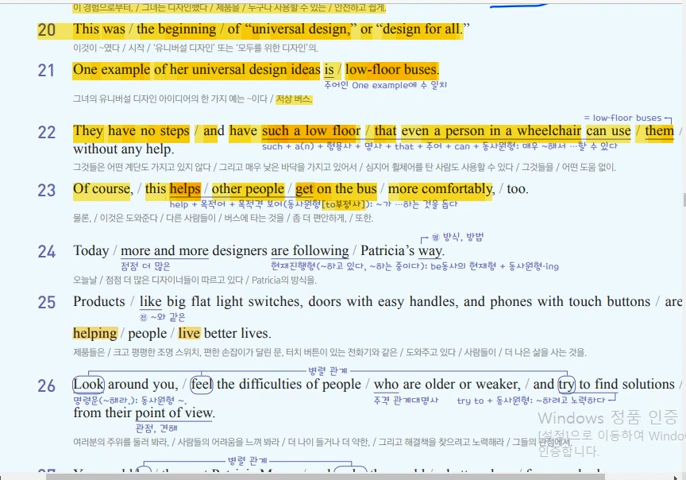 이 경험으로부터, / 그녀는 디자인했다 / 제품을 / 누구나 사용할 수 있는 / 안전하고 쉽게.
20 This was / the beginning / of “universal design,” or “design for all.”
이것이 ~였다 / 시작 / ‘유니버설 디자인’ 또는 ‘모두를 위한 디자인’의.
21 One example of her universal design ideas is / low-floor buses.
주어인 One example에 수 일치
그녀의 유니버설 디자인 아이디어의 한 가지 예는 ~이다 / 저상 버스.
= low-floor buses
22 They have no steps / and have such a low floor / that even a person in a wheelchair can use / them /
such + a(n) + 형용사 + 명사 + that + 주어 + can + 동사원형: 매우 ~해서 …할 수 있다
without any help.
그것들은 어떤 계단도 가지고 있지 않다 / 그리고 매우 낮은 바닥을 가지고 있어서 / 심지어 휠체어를 탄 사람도 사용할 수 있다 / 그것들을 / 어떤 도움 없이.
23 Of course, / this helps / other people / get on the bus / more comfortably, / too.
help + 목적어 + 목적격 보어(동사원형[to부정사]): ~가 …하는 것을 돕다
물론, / 이것은 도와준다 / 다른 사람들이 / 버스에 타는 것을 / 좀 더 편안하게, / 또한.
명 방식, 방법
24 Today / more and more designers are following / Patricia’s way.
점점 더 많은 현재진행형(~하고 있다, ~하는 중이다): be동사의 현재형 + 동사원형-ing
오늘날 / 점점 더 많은 디자이너들이 따르고 있다 / Patricia의 방식을.
25 Products / like big flat light switches, doors with easy handles, and phones with touch buttons / are
전 ~와 같은
helping / people / live better lives.
제품들은 / 크고 평평한 조명 스위치, 편한 손잡이가 달린 문, 터치 버튼이 있는 전화기와 같은 / 도와주고 있다 / 사람들이 / 더 나은 삶을 사는 것을.
병렬 관계
26 Look around you, / feel the difficulties of people / who are older or weaker, / and try to find solutions /
명령문(~해라,): 동사원형 ~. 주격 관계대명사 try to + 동사원형: ~하려고 노력하다
from their point of view.
관점, 견해
여러분의 주위를 둘러 봐라, / 사람들의 어려움을 느껴 봐라 / 더 나이 들거나 더 약한, / 그리고 해결책을 찾으려고 노력해라 / 그들의 관점에서.
Windows 정품 인증
[설정]으로 이동하여 Windo
인증합니다.
병렬 관계